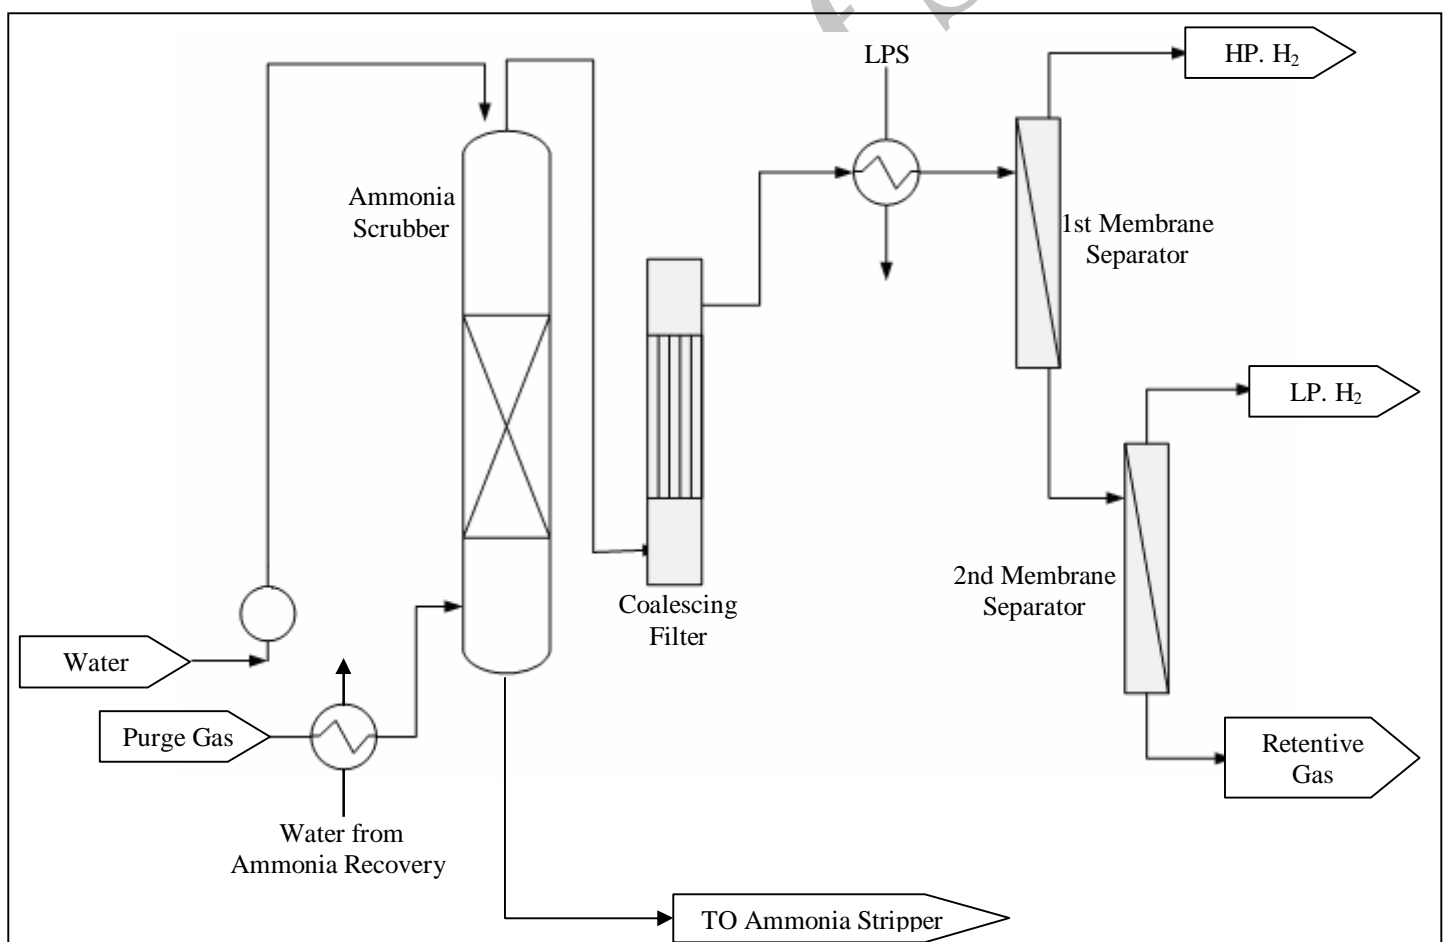 HP. H₂
LPS
Ammonia
Scrubber
1st Membrane
Separator
LP. H₂
2nd Membrane
Separator
Coalescing
Filter
Water
Purge Gas
Retentive
Gas
Water from
Ammonia Recovery
TO Ammonia Stripper